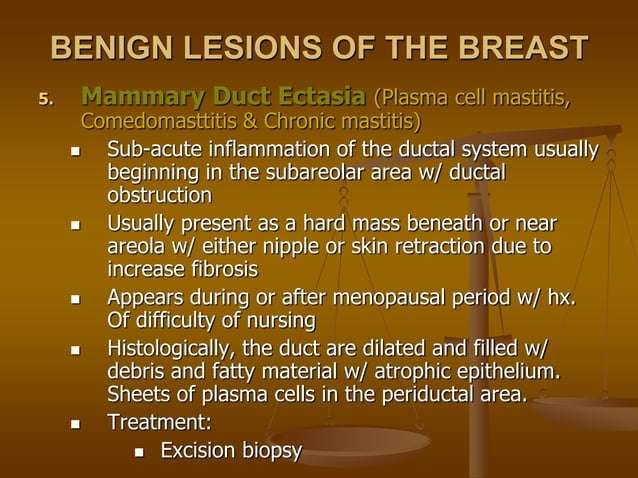 BENIGN LESIONS OF THE BREAST
5. Mammary Duct Ectasia (Plasma cell mastitis,
Comedomasttitis & Chronic mastitis)
■ Sub-acute inflammation of the ductal system usually
beginning in the subareolar area w/ ductal
obstruction
■ Usually present as a hard mass beneath or near
areola w/ either nipple or skin retraction due to
increase fibrosis
■ Appears during or after menopausal period w/ hx.
Of difficulty of nursing
■ Histologically, the duct are dilated and filled w/
debris and fatty material w/ atrophic epithelium.
Sheets of plasma cells in the periductal area.
■ Treatment:
■ Excision biopsy